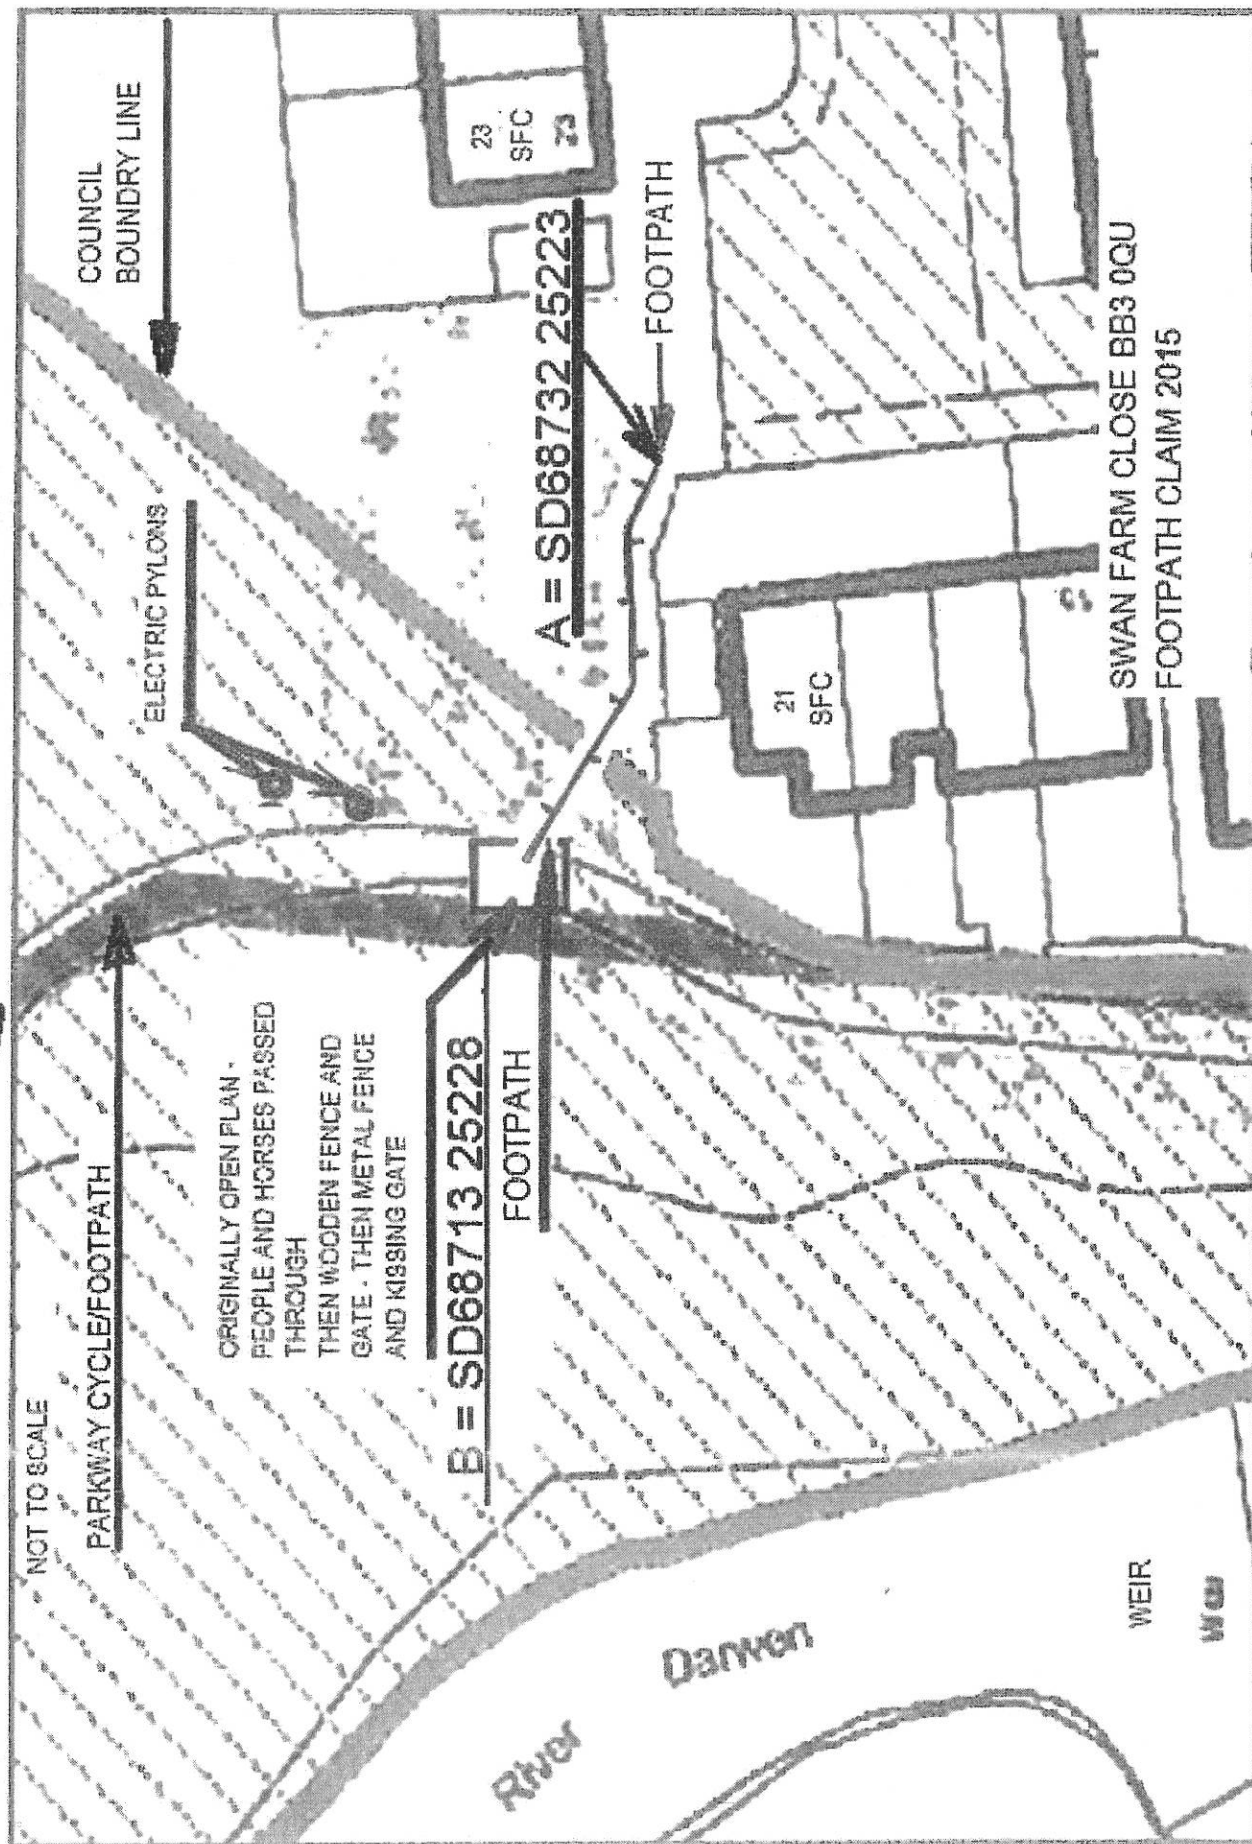 NOT TO SCALE
PARKWAY CYCLE/FOOTPATH
ORIGINALLY OPEN PLAN -
PEOPLE AND HORSES PASSED
THROUGH
THEN WOODEN FENCE AND
GATE - THEN METAL FENCE
AND KISSING GATE
B = SD68713 25228
FOOTPATH
ELECTRIC PYLONS
COUNCIL
BOUNDRY LINE
23
SFC
23
A = SD68732 25223
FOOTPATH
21
SFC
River
Darwen
WEIR
SWAN FARM CLOSE BB3 0QU
FOOTPATH CLAIM 2015